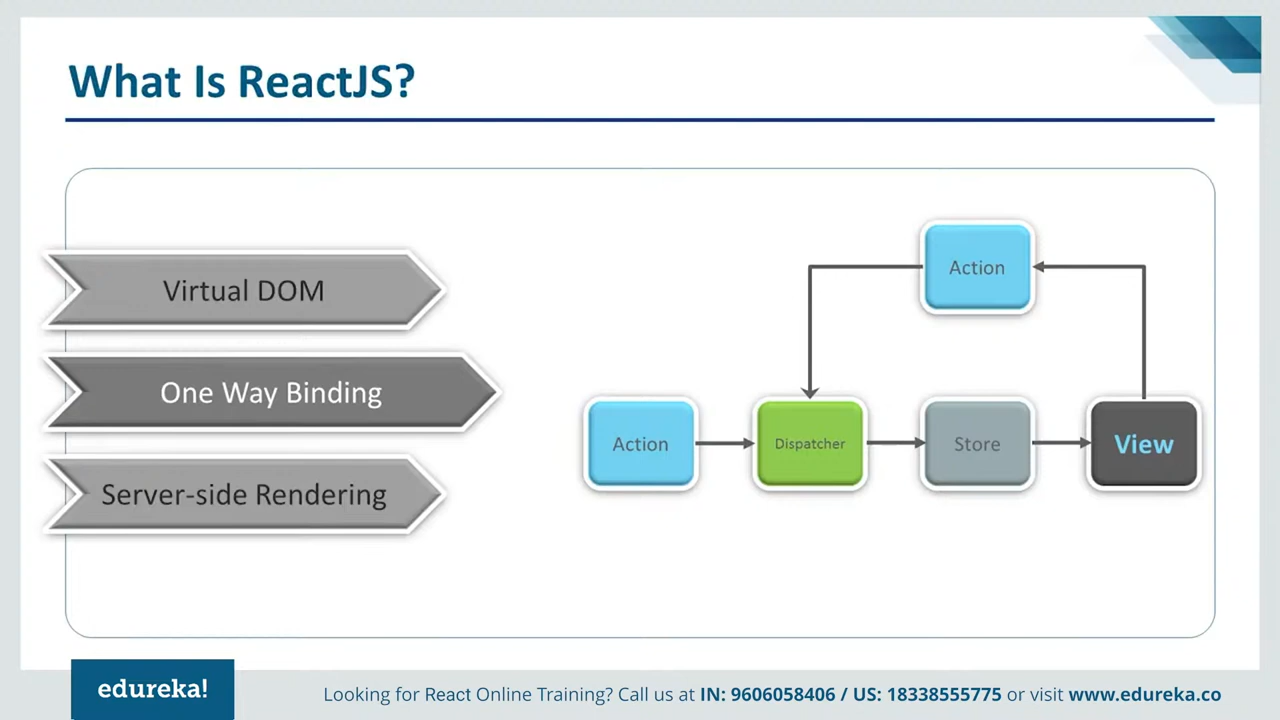 What Is ReactJS?
Virtual DOM
One Way Binding
Server-side Rendering
Action
Action
Dispatcher
Store
View
edureka!
Looking for React Online Training? Call us at IN: 9606058406 / US: 18338555775 or visit www.edureka.co